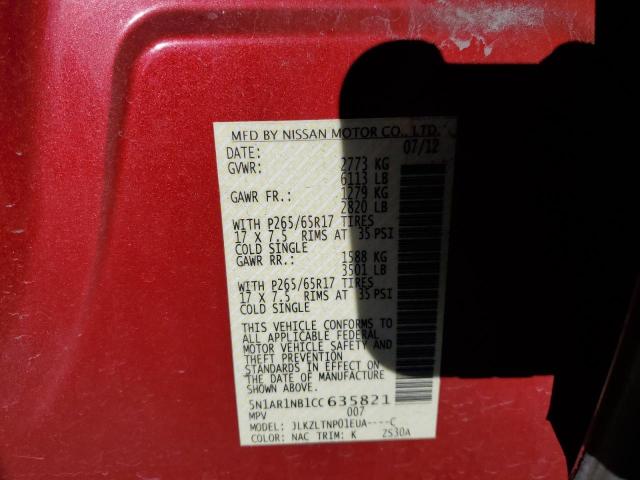 MFD BY NISSAN MOTOR CO., LTD.
DATE: 07/12
GVWR: 2773 KG
6113 LB
GAWR FR.: 1279 KG
2820 LB
WITH P265/65R17 TIRES
17 X 7.5 RIMS AT 35 PSI
COLD SINGLE
GAWR RR.: 1588 KG
3501 LB
WITH P265/65R17 TIRES
17 X 7.5 RIMS AT 35 PSI
COLD SINGLE
THIS VEHICLE CONFORMS TO
ALL APPLICABLE FEDERAL
MOTOR VEHICLE SAFETY AND
THEFT PREVENTION
STANDARDS IN EFFECT ON
THE DATE OF MANUFACTURE
SHOWN ABOVE.
5N1AR1NB1CC635821
MPV 007
MODEL: JLKZLTNP01EUA----C
COLOR: NAC TRIM: K ZS30A